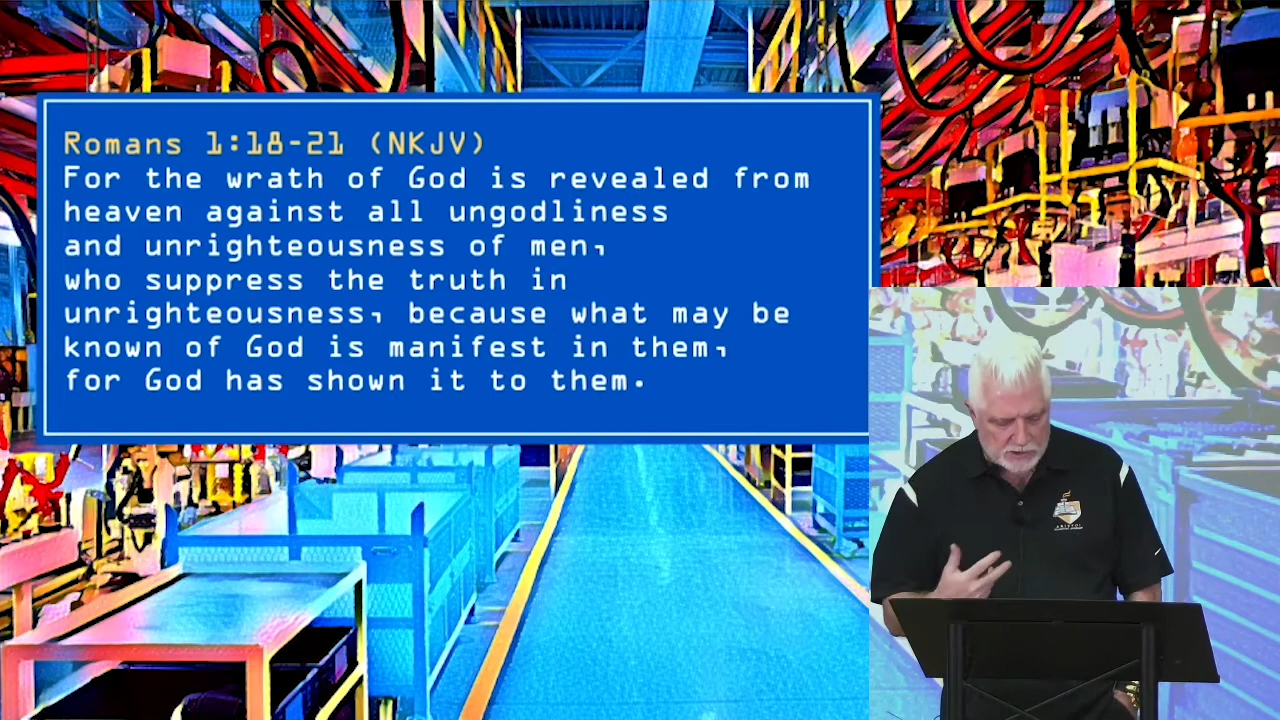 Romans 1:18-21 (NKJV)
For the wrath of God is revealed from
heaven against all ungodliness
and unrighteousness of men,
who suppress the truth in
unrighteousness, because what may be
known of God is manifest in them,
for God has shown it to them.